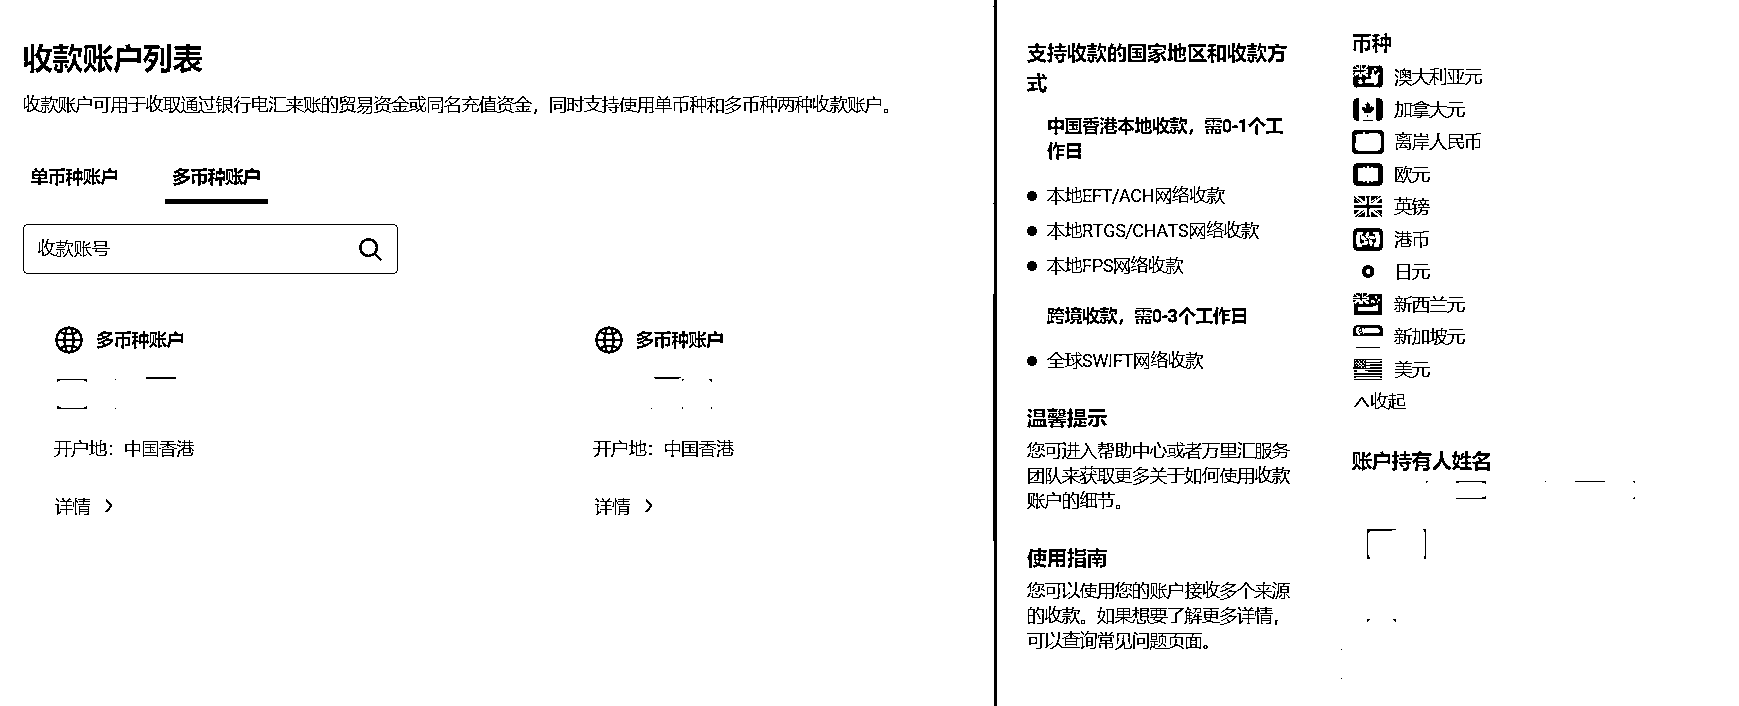 收款账户列表
收款账户可用于收取通过银行电汇来账的贸易资金或同名充值资金，同时支持使用单币种和多币种两种收款账户。
单币种账户
多币种账户
收款账号
多币种账户
开户地：中国香港
详情
多币种账户
开户地：中国香港
详情
支持收款的国家地区和收款方
式
中国香港本地收款，需0-1个工
作日
本地EFT/ACH网络收款
本地RTGS/CHATS网络收款
本地FPS网络收款
跨境收款，需0-3个工作日
全球SWIFT网络收款
温馨提示
您可进入帮助中心或者万里汇服务
团队来获取更多关于如何使用收款
账户的细节。
使用指南
您可以使用您的账户接收多个来源
的收款。如果想要了解更多详情，
可以查询常见问题页面。
币种
澳大利亚元
加拿大元
离岸人民币
欧元
英镑
港币
日元
新西兰元
新加坡元
美元
收起
账户持有人姓名